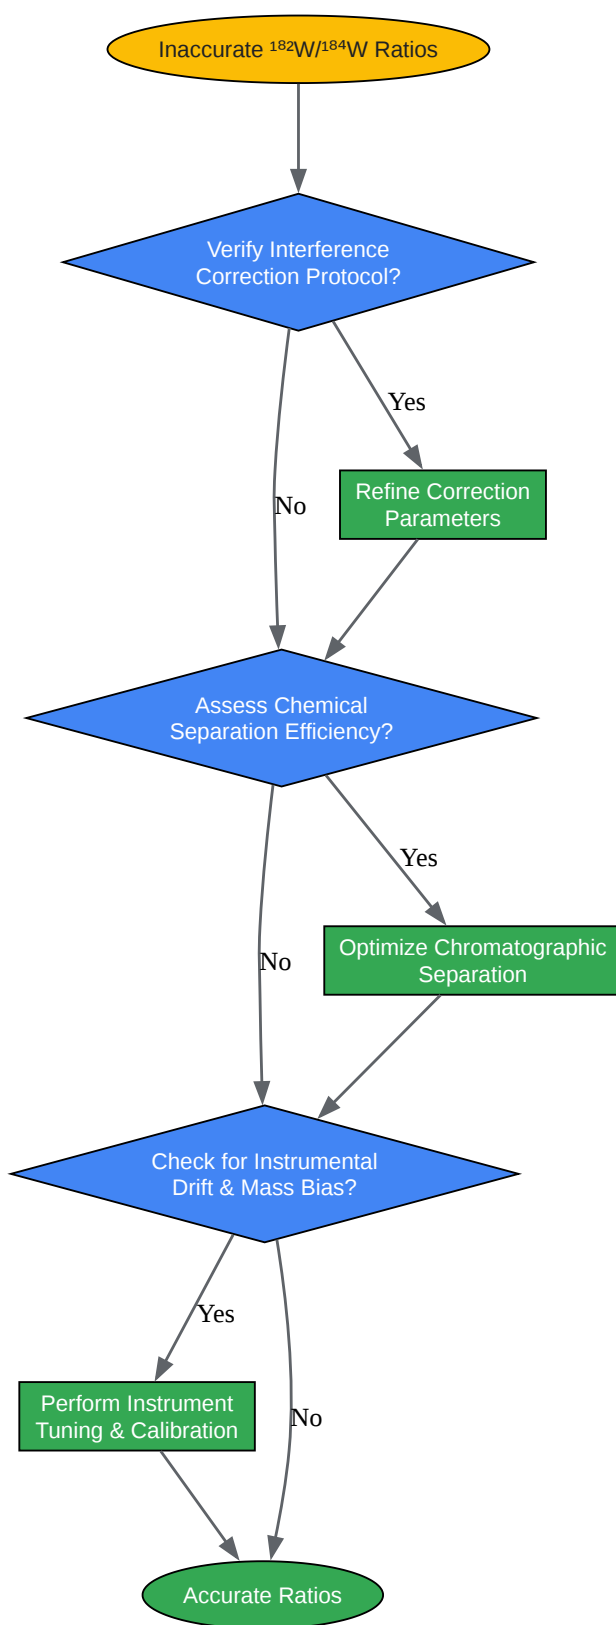 Inaccurate ¹⁸²W/¹⁸⁴W Ratios
Verify Interference
Correction Protocol?
Yes
Refine Correction
Parameters
No
Assess Chemical
Separation Efficiency?
Yes
Optimize Chromatographic
Separation
No
Check for Instrumental
Drift & Mass Bias?
Yes
Perform Instrument
Tuning & Calibration
No
Accurate Ratios